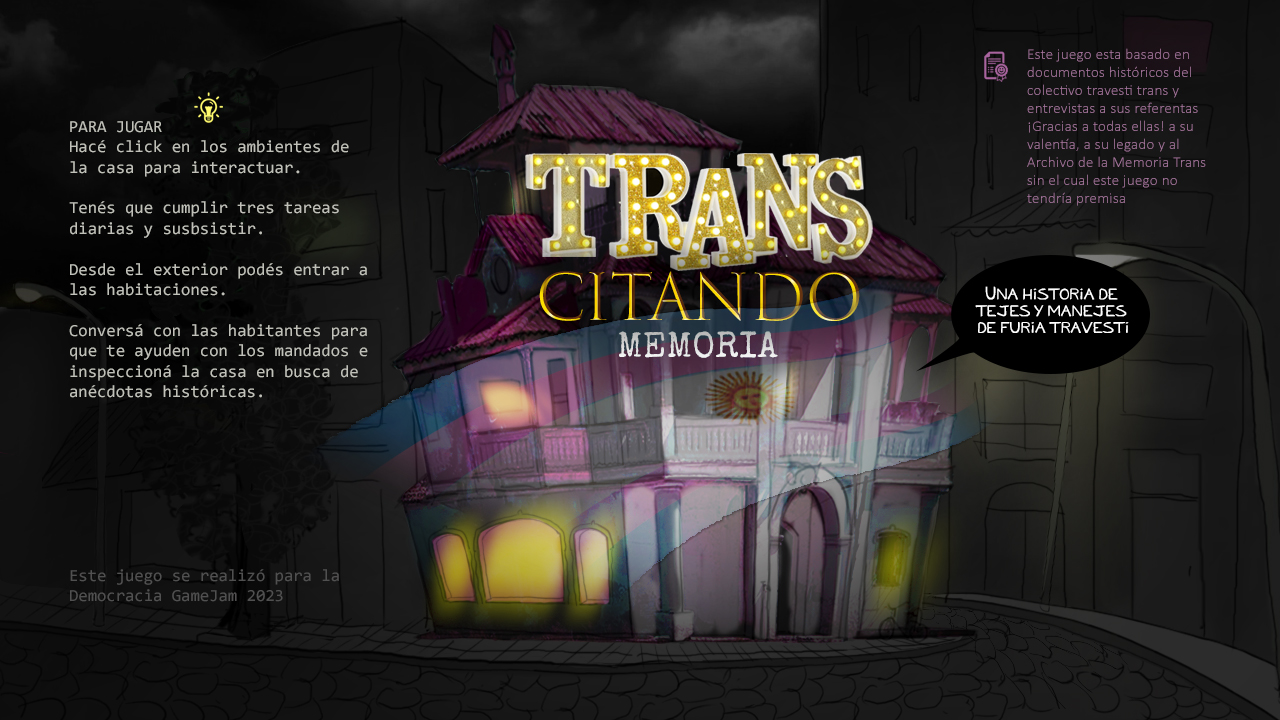 PARA JUGAR
Hacé click en los ambientes de
la casa para interactuar.
Tenés que cumplir tres tareas
diarias y susbsistir.
Desde el exterior podés entrar a
las habitaciones.
Conversá con las habitantes para
que te ayuden con los mandados e
inspeccioná la casa en busca de
anécdotas históricas.
Este juego se realizó para la
Democracia GameJam 2023
TRANS
CITANDO
MEMORIA
Este juego esta basado en
documentos históricos del
colectivo travesti trans y
entrevistas a sus referentas
¡Gracias a todas ellas! a su
valentía, a su legado y al
Archivo de la Memoria Trans
sin el cual este juego no
tendría premisa
UNA HiSTORiA DE
TEJES Y MANEJES
DE FURiA TRAVESTi